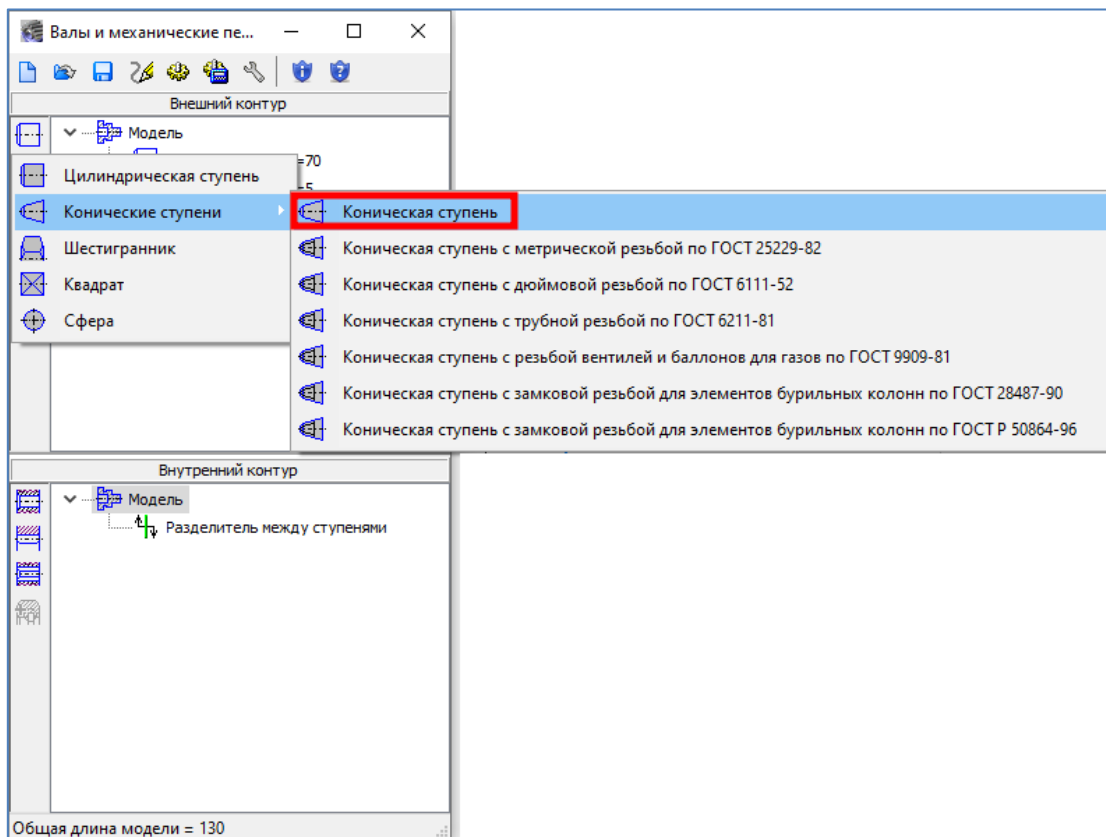 Валы и механические пе...
Внешний контур
Модель
=70
=5
Цилиндрическая ступень
Конические ступени
Шестигранник
Квадрат
Сфера
Коническая ступень
Коническая ступень с метрической резьбой по ГОСТ 25229-82
Коническая ступень с дюймовой резьбой по ГОСТ 6111-52
Коническая ступень с трубной резьбой по ГОСТ 6211-81
Коническая ступень с резьбой вентилей и баллонов для газов по ГОСТ 9909-81
Коническая ступень с замковой резьбой для элементов бурильных колонн по ГОСТ 28487-90
Коническая ступень с замковой резьбой для элементов бурильных колонн по ГОСТ Р 50864-96
Внутренний контур
Модель
Разделитель между ступенями
Общая длина модели = 130